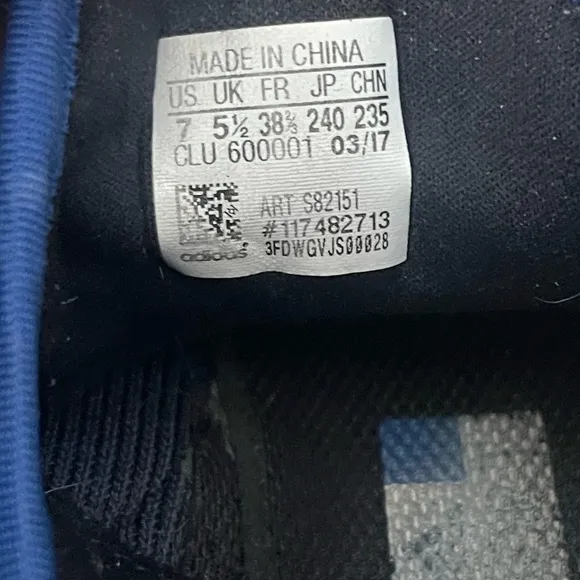 MADE IN CHINA
US UK FR JP CHN
7 5½ 38⅔ 240 235
CLU 600001 03/17
ART S82151
#117482713
adidas 3FDWGVJS00028